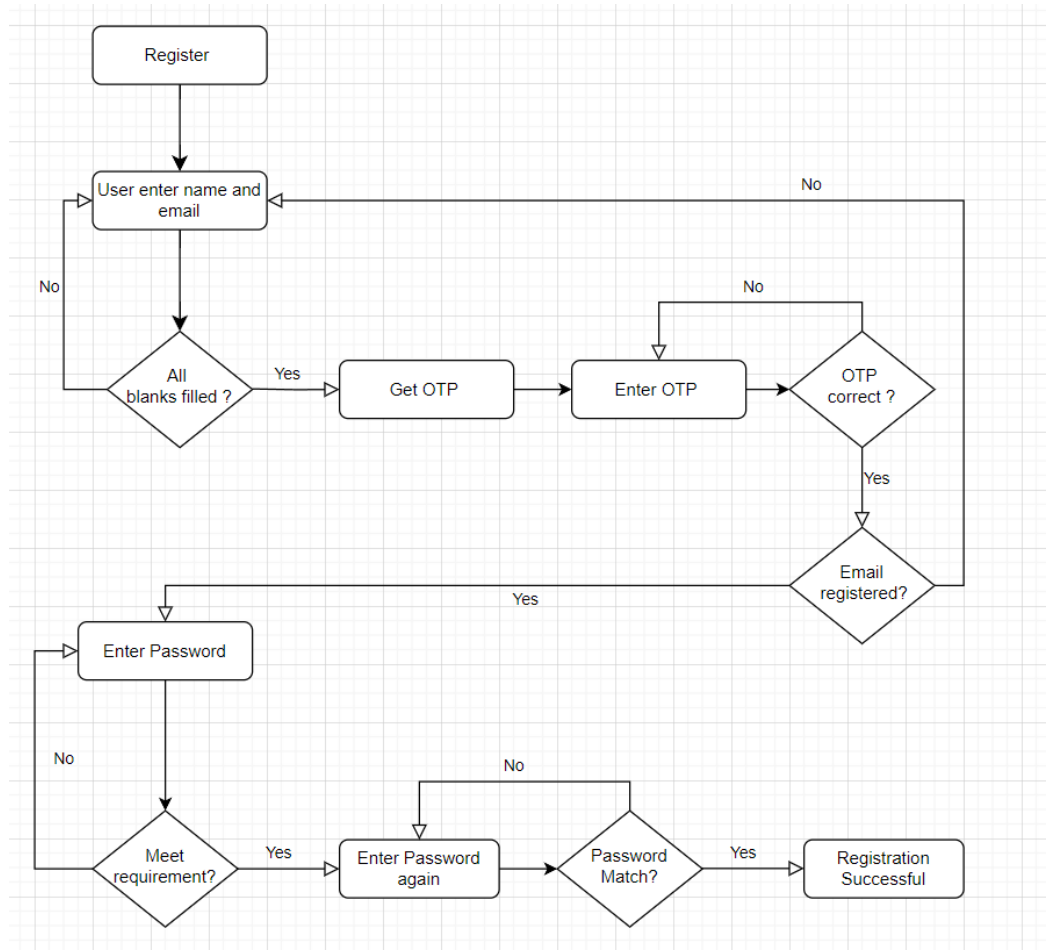 Register
User enter name and
email
No
No
No
All
blanks filled ?
Yes
Get OTP
Enter OTP
OTP
correct ?
Yes
Email
registered?
Yes
Enter Password
No
No
Meet
requirement?
Yes
Enter Password
again
Password
Match?
Yes
Registration
Successful